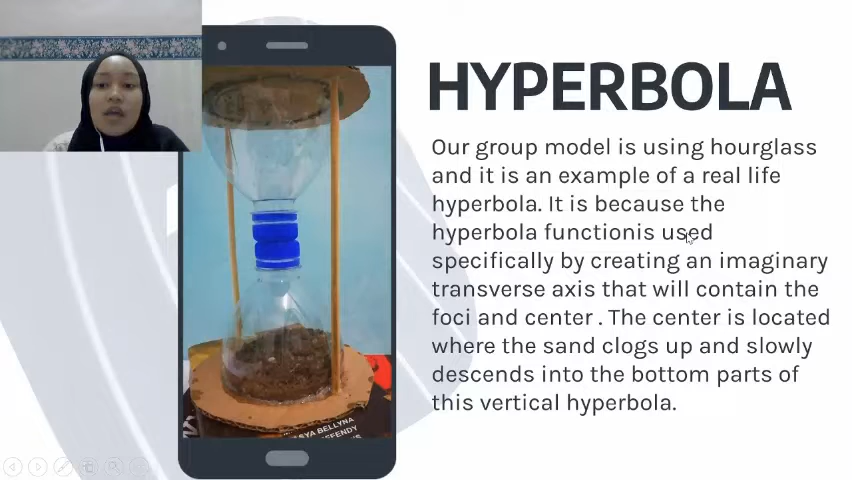 HYPERBOLA
Our group model is using hourglass
and it is an example of a real life
hyperbola. It is because the
hyperbola functionis used
specifically by creating an imaginary
transverse axis that will contain the
foci and center . The center is located
where the sand clogs up and slowly
descends into the bottom parts of
this vertical hyperbola.
SYA BELLYNA
FFENDY